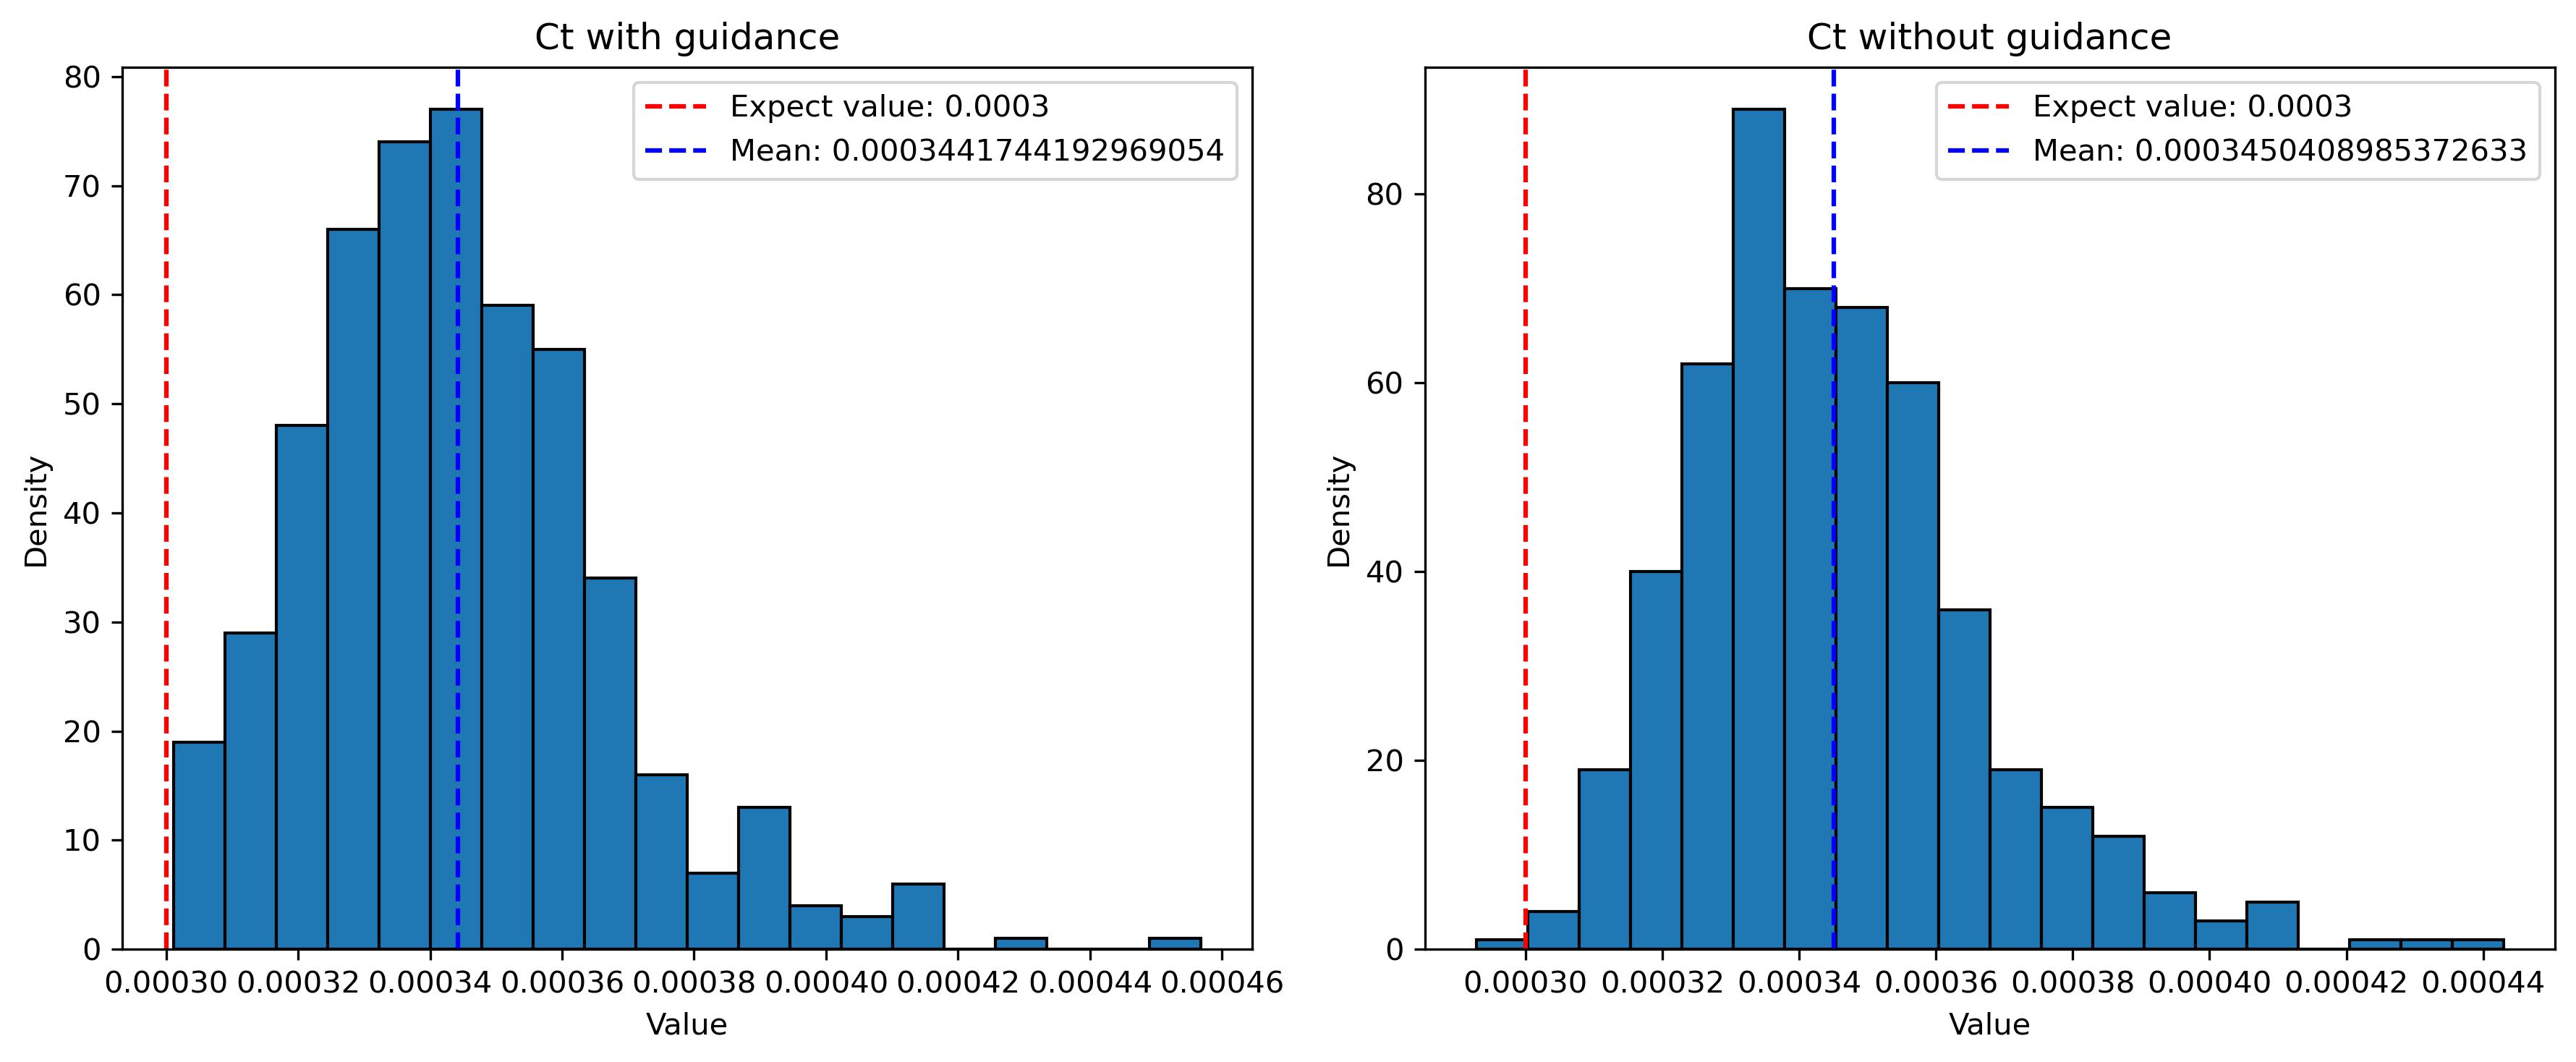 Ct with guidance
Expect value: 0.0003
Mean: 0.0003441744192969054
80
70
60
50
40
30
20
10
0
Density
0.00030 0.00032 0.00034 0.00036 0.00038 0.00040 0.00042 0.00044 0.00046
Value
Ct without guidance
Expect value: 0.0003
Mean: 0.0003450408985372633
80
60
40
20
0
Density
0.00030 0.00032 0.00034 0.00036 0.00038 0.00040 0.00042 0.00044
Value